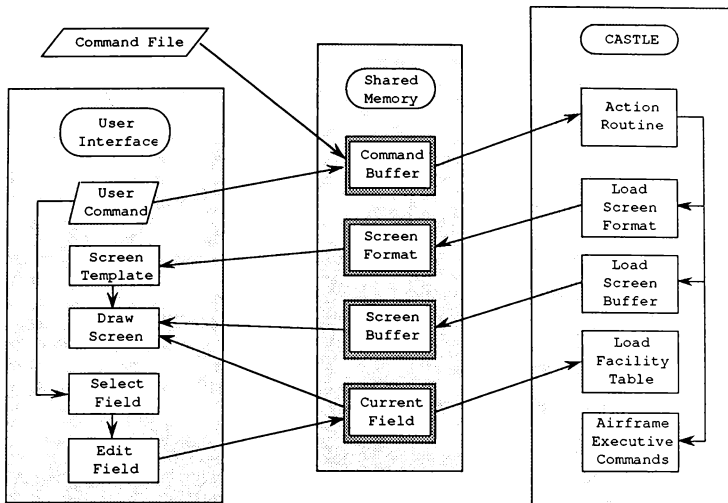 Command File
User
Interface
User
Command
Screen
Template
Draw
Screen
Select
Field
Edit
Field
Shared
Memory
Command
Buffer
Screen
Format
Screen
Buffer
Current
Field
CASTLE
Action
Routine
Load
Screen
Format
Load
Screen
Buffer
Load
Facility
Table
Airframe
Executive
Commands